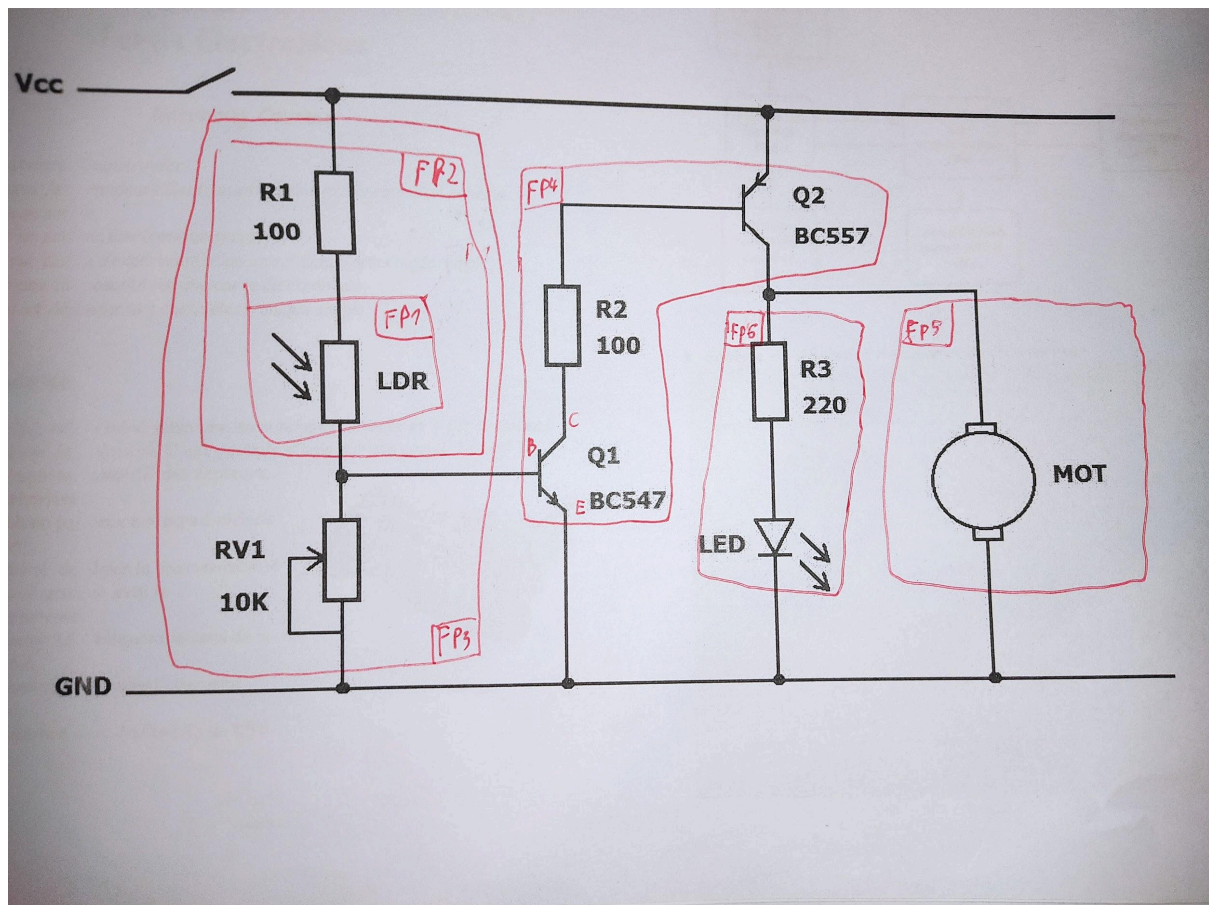 Vcc
FP2
R1
100
FP4
Q2
BC557
FP1
LDR
R2
100
FP6
FP5
R3
220
C
B
Q1
E
BC547
MOT
RV1
10K
LED
FP3
GND